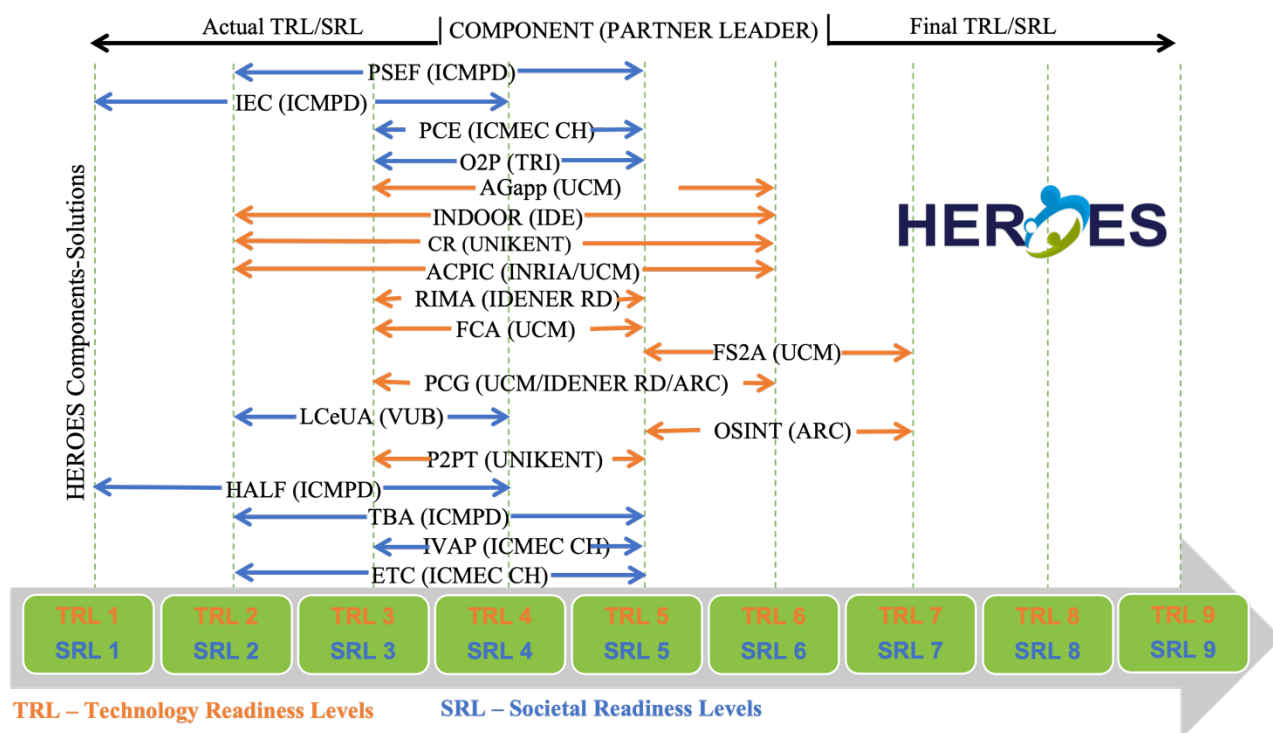 Actual TRL/SRL
COMPONENT (PARTNER LEADER)
Final TRL/SRL
PSEF (ICMPD)
IEC (ICMPD)
PCE (ICMEC CH)
O2P (TRI)
AGapp (UCM)
INDOOR (IDE)
CR (UNIKENT)
ACPIC (INRIA/UCM)
RIMA (IDENER RD)
FCA (UCM)
FS2A (UCM)
PCG (UCM/IDENER RD/ARC)
LCeUA (VUB)
OSINT (ARC)
P2PT (UNIKENT)
HALF (ICMPD)
TBA (ICMPD)
IVAP (ICMEC CH)
ETC (ICMEC CH)
HEROES Components-Solutions
HEROES
TRL 1
SRL 1
TRL 2
SRL 2
TRL 3
SRL 3
TRL 4
SRL 4
TRL 5
SRL 5
TRL 6
SRL 6
TRL 7
SRL 7
TRL 8
SRL 8
TRL 9
SRL 9
TRL – Technology Readiness Levels
SRL – Societal Readiness Levels